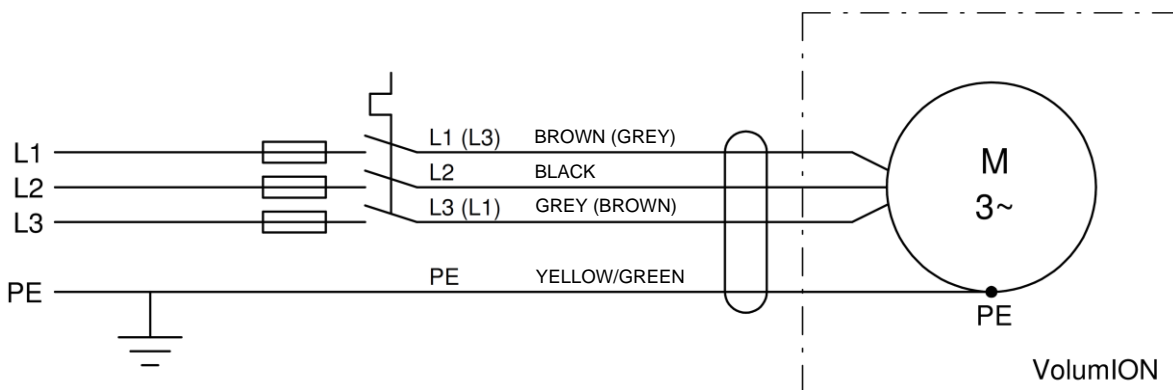 L1 L1 (L3) BROWN (GREY)
L2 L2 BLACK
L3 L3 (L1) GREY (BROWN)
PE PE YELLOW/GREEN
M
3~
PE
VolumION